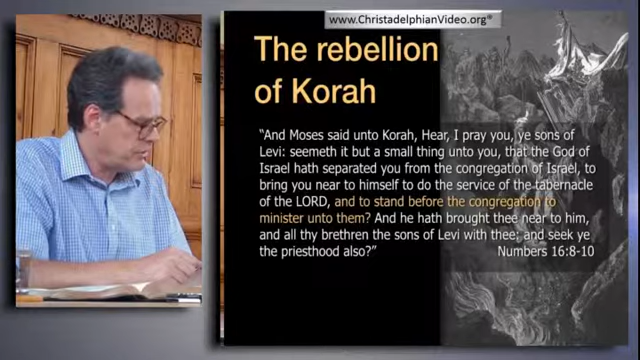 www.ChristadelphianVideo.org®
The rebellion
of Korah
“And Moses said unto Korah, Hear, I pray you, ye sons of
Levi: seemeth it but a small thing unto you, that the God of
Israel hath separated you from the congregation of Israel, to
bring you near to himself to do the service of the tabernacle
of the LORD, and to stand before the congregation to
minister unto them? And he hath brought thee near to him,
and all thy brethren the sons of Levi with thee; and seek ye
the priesthood also?” Numbers 16:8-10